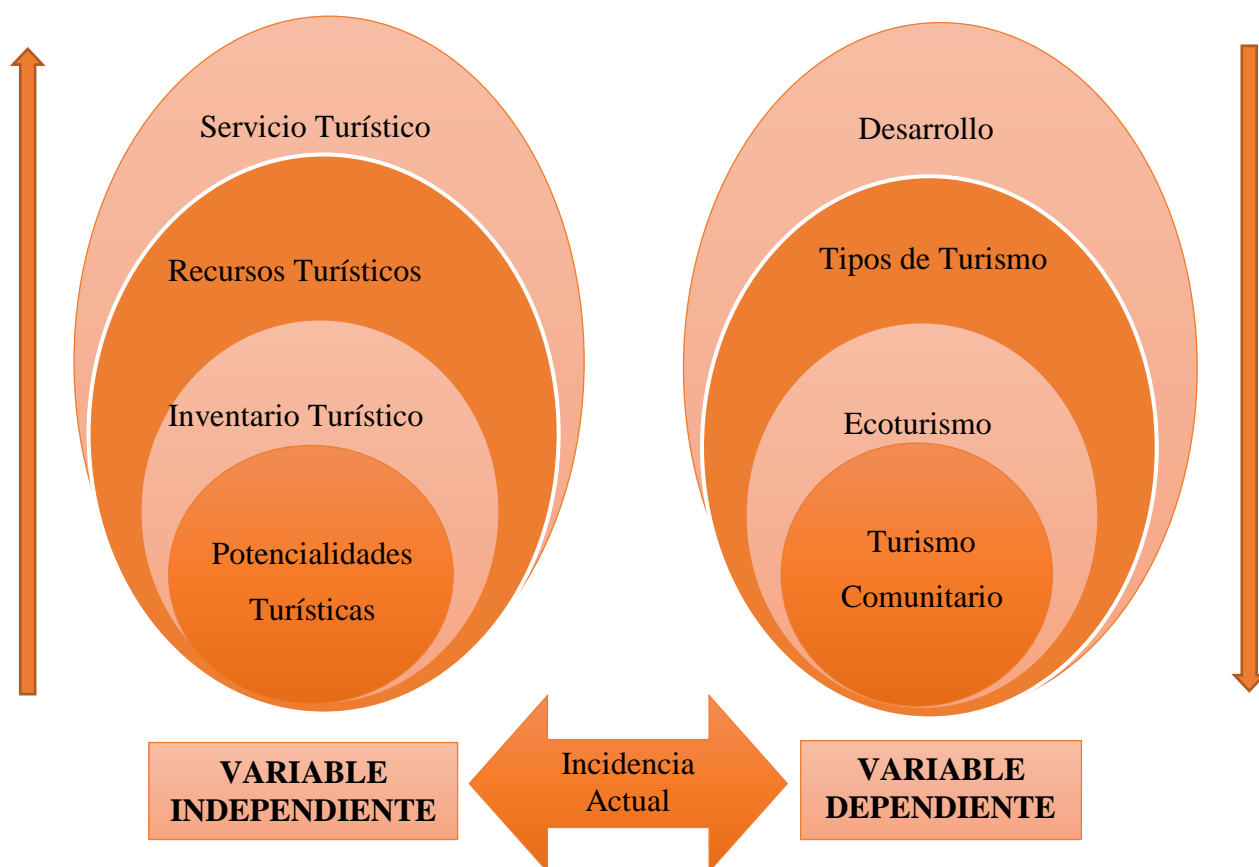 Servicio Turístico
Recursos Turísticos
Inventario Turístico
Potencialidades
Turísticas
Desarrollo
Tipos de Turismo
Ecoturismo
Turismo
Comunitario
VARIABLE
INDEPENDIENTE
Incidencia
Actual
VARIABLE
DEPENDIENTE